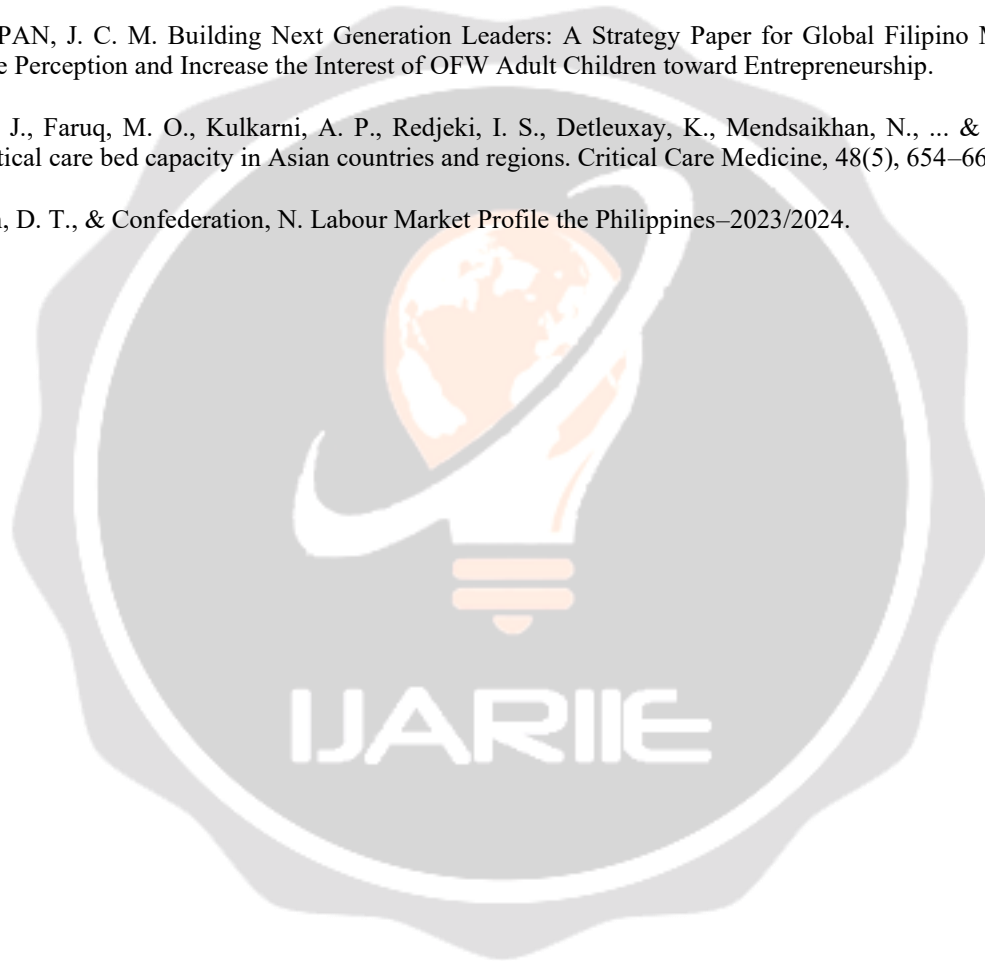 PAN, J. C. M. Building Next Generation Leaders: A Strategy Paper for Global Filipino
Perception and Increase the Interest of OFW Adult Children toward Entrepreneurship.
J., Faruq, M. O., Kulkarni, A. P., Redjeki, I. S., Detleuxay, K., Mendsaikhan, N., ... &
tical care bed capacity in Asian countries and regions. Critical Care Medicine, 48(5), 654–66
, D. T., & Confederation, N. Labour Market Profile the Philippines–2023/2024.
IJARIIE